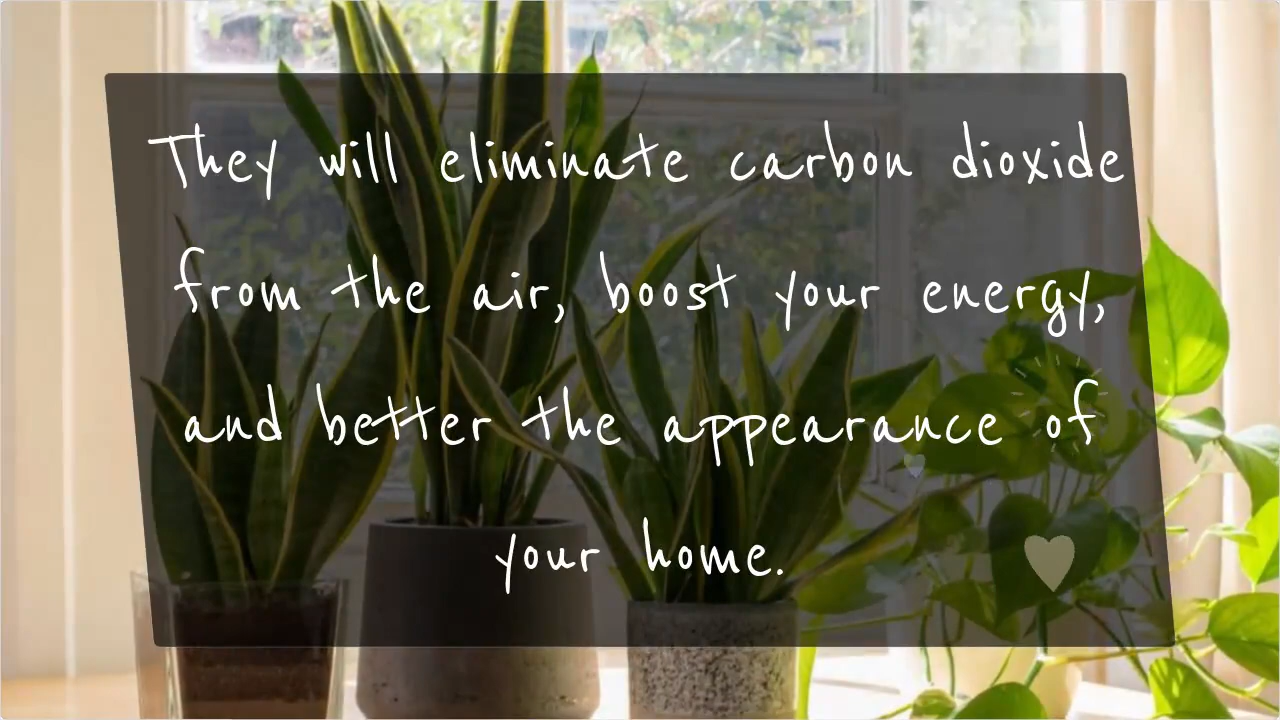 They will eliminate carbon dioxide
from the air, boost your energy,
and better the appearance of
your home.